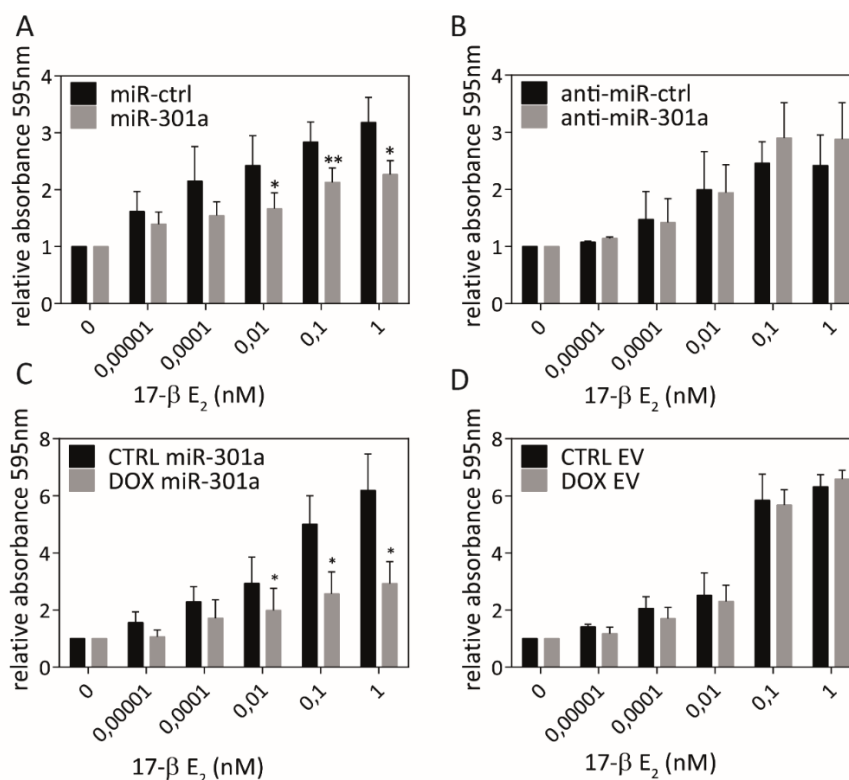 A
relative absorbance 595nm
4
3
2
1
0
miR-ctrl
miR-301a
*
**
*
0
0,00001
0,0001
0,01
0,1
1
17-β E₂ (nM)
B
relative absorbance 595nm
4
3
2
1
0
anti-miR-ctrl
anti-miR-301a
0
0,00001
0,0001
0,01
0,1
1
17-β E₂ (nM)
C
relative absorbance 595nm
8
6
4
2
0
CTRL miR-301a
DOX miR-301a
*
*
*
0
0,00001
0,0001
0,01
0,1
1
17-β E₂ (nM)
D
relative absorbance 595nm
8
6
4
2
0
CTRL EV
DOX EV
0
0,00001
0,0001
0,01
0,1
1
17-β E₂ (nM)